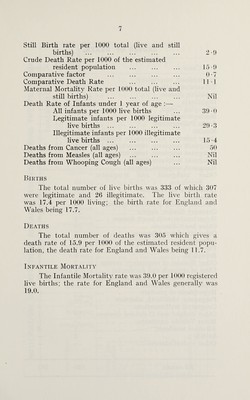 7
Still Birth rate per 1000 total (live and still
births) ... ... ... ... ... 2·9
Crude Death Rate per 1000 of the estimated
resident population ... ... ... 15·9
Comparative factor ... ... ... ... 0·7
Comparative Death Rate ... ... ... 11·1
Maternal Mortality Rate per 1000 total (live and
still births) ... ... ... ... Nil
Death Rate of Infants under 1 year of age :—
All infants per 1000 live births ... ... 39·0
Legitimate infants per 1000 legitimate
live births ... ... ... ... 29·3
Illegitimate infants per 1000 illegitimate
live births ... ... ... ... 15·4
Deaths from Cancer (all ages) ... ... ... 50
Deaths from Measles (all ages) ... ... ... Nil
Deaths from Whooping Cough (all ages) ... Nil
Births
The total number of live births was 333 of which 307
were legitimate and 26 illegitimate. The live birth rate
was 17.4 per 1000 living; the birth rate for England and
Wales being 17.7.
Deaths
The total number of deaths was 305 which gives a
death rate of 15.9 per 1000 of the estimated resident popu-
lation, the death rate for England and Wales being 11.7.
Infantile Mortality
The Infantile Mortality rate was 39.0 per 1000 registered
live births; the rate for England and Wales generally was
19.0.